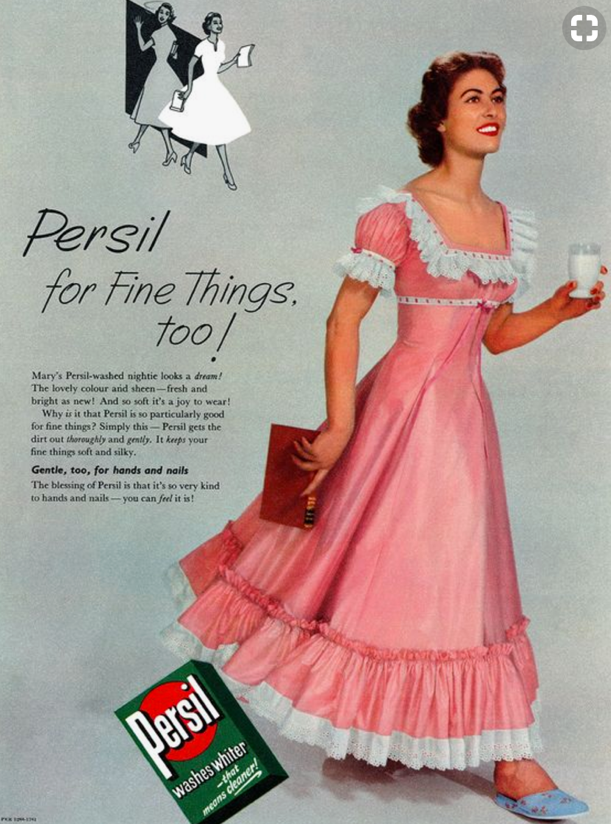 Persil
for Fine Things,
too!
Mary's Persil-washed nightie looks a dream!
The lovely colour and sheen—fresh and
bright as new! And so soft it's a joy to wear!
Why is it that Persil is so particularly good
for fine things? Simply this — Persil gets the
dirt out thoroughly and gently. It keeps your
fine things soft and silky.
Gentle, too, for hands and nails
The blessing of Persil is that it's so very kind
to hands and nails — you can feel it is!
Persil
washes whiter
—that
means cleaner!